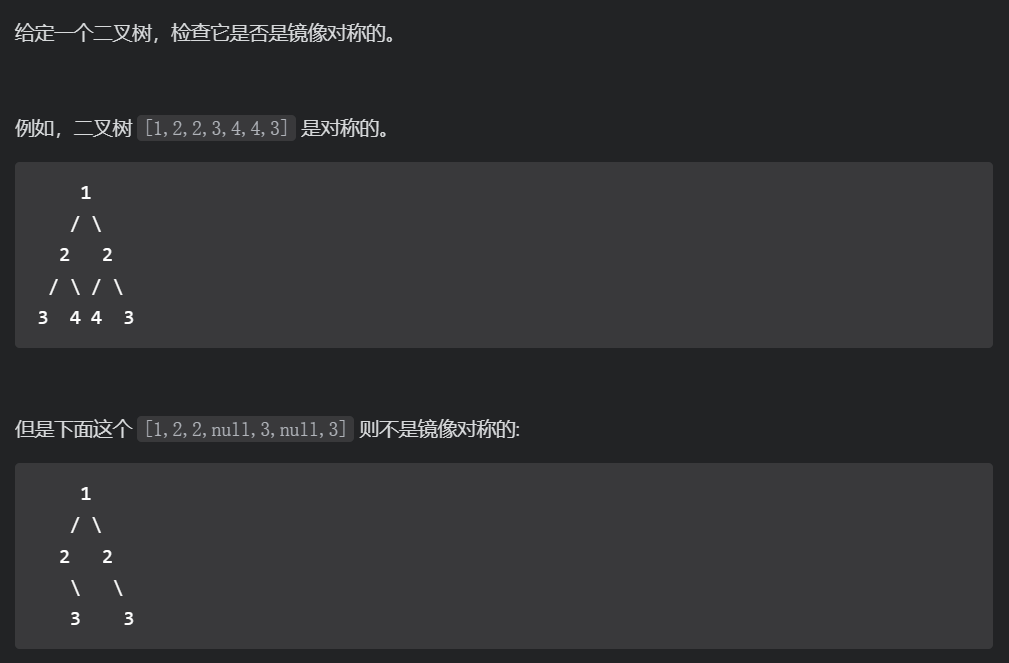 给定一个二叉树，检查它是否是镜像对称的。
例如，二叉树 [1,2,2,3,4,4,3] 是对称的。
    1
   / \
  2   2
 / \ / \
3  4 4  3
但是下面这个 [1,2,2,null,3,null,3] 则不是镜像对称的:
    1
   / \
  2   2
   \   \
   3    3